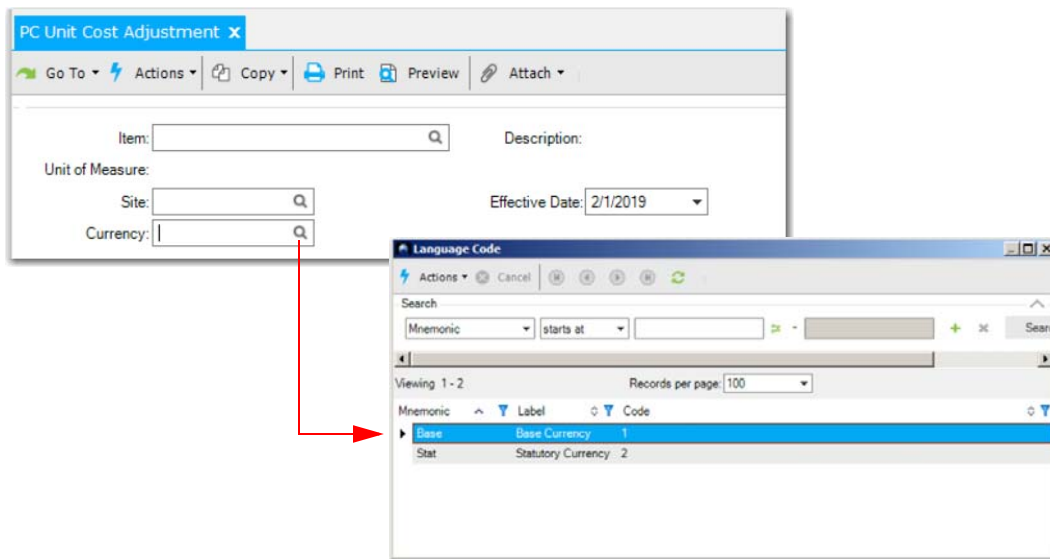 PC Unit Cost Adjustment x
Go To Actions Copy Print Preview Attach
Item: Description:
Unit of Measure:
Site: Effective Date: 2/1/2019
Currency:
Language Code
Actions Cancel
Search
Mnemonic starts at - Sear
Viewing 1 - 2 Records per page: 100
Mnemonic Label Code
Base Base Currency 1
Stat Statutory Currency 2